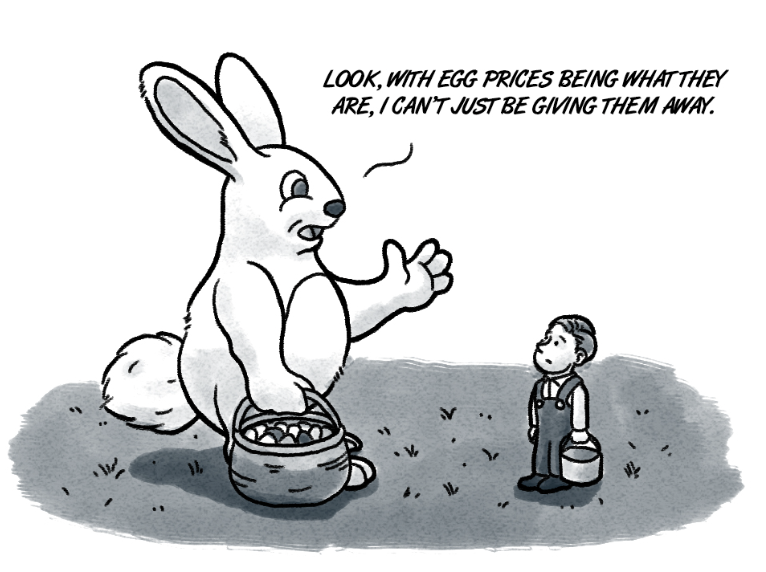 LOOK, WITH EGG PRICES BEING WHAT THEY
ARE, I CAN'T JUST BE GIVING THEM AWAY.